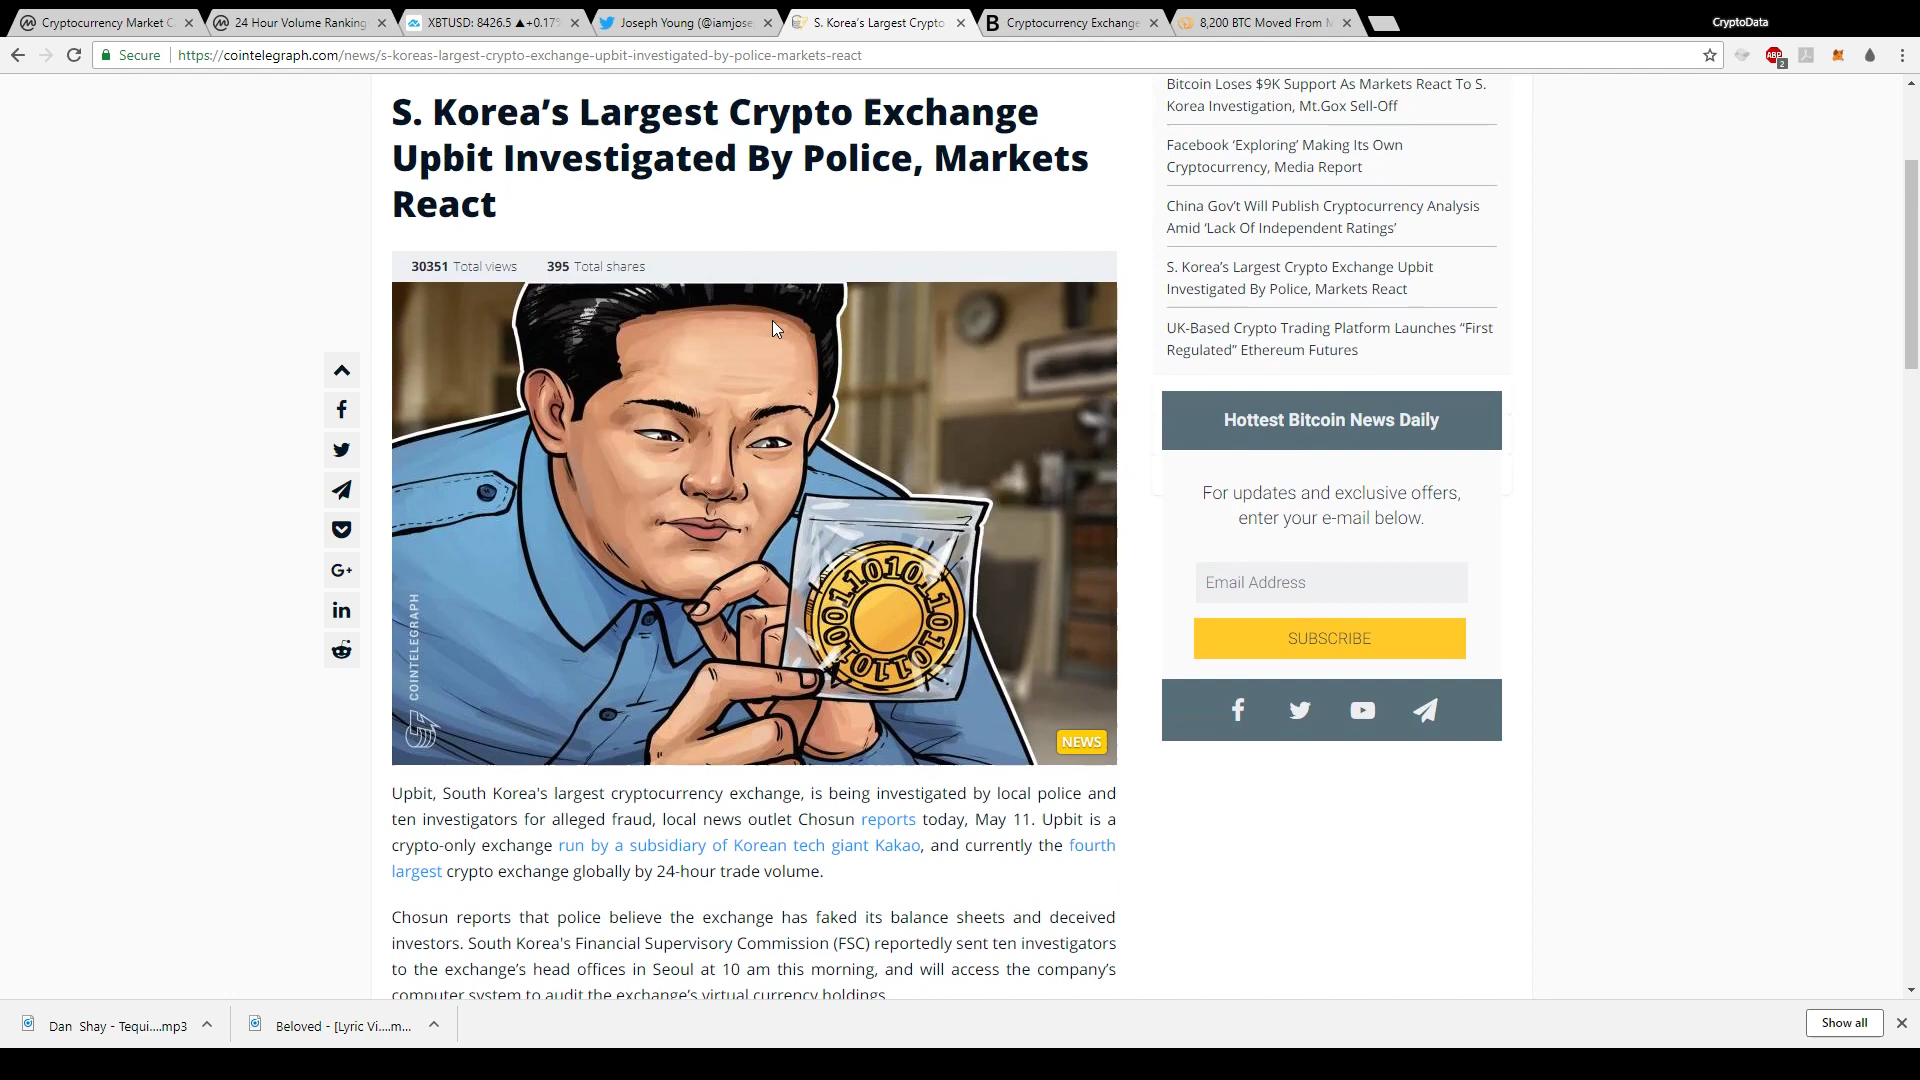 Cryptocurrency Market C
24 Hour Volume Ranking
XBTUSD: 8426.5 ▲+0.17%
Joseph Young (@iamjose
S. Korea's Largest Crypto
Cryptocurrency Exchange
8,200 BTC Moved From M
CryptoData
Secure
https://cointelegraph.com/news/s-koreas-largest-crypto-exchange-upbit-investigated-by-police-markets-react
ABP
2
S. Korea’s Largest Crypto Exchange
Upbit Investigated By Police, Markets
React
30351 Total views 395 Total shares
COINTELEGRAPH
NEWS
Upbit, South Korea's largest cryptocurrency exchange, is being investigated by local police and
ten investigators for alleged fraud, local news outlet Chosun reports today, May 11. Upbit is a
crypto-only exchange run by a subsidiary of Korean tech giant Kakao, and currently the fourth
largest crypto exchange globally by 24-hour trade volume.
Chosun reports that police believe the exchange has faked its balance sheets and deceived
investors. South Korea's Financial Supervisory Commission (FSC) reportedly sent ten investigators
to the exchange’s head offices in Seoul at 10 am this morning, and will access the company’s
computer system to audit the exchange’s virtual currency holdings.
Bitcoin Loses $9K Support As Markets React To S.
Korea Investigation, Mt.Gox Sell-Off
Facebook ‘Exploring’ Making Its Own
Cryptocurrency, Media Report
China Gov’t Will Publish Cryptocurrency Analysis
Amid ‘Lack Of Independent Ratings’
S. Korea’s Largest Crypto Exchange Upbit
Investigated By Police, Markets React
UK-Based Crypto Trading Platform Launches “First
Regulated” Ethereum Futures
Hottest Bitcoin News Daily
For updates and exclusive offers,
enter your e-mail below.
Email Address
SUBSCRIBE
Dan Shay - Tequi....mp3
Beloved - [Lyric Vi....m...
Show all